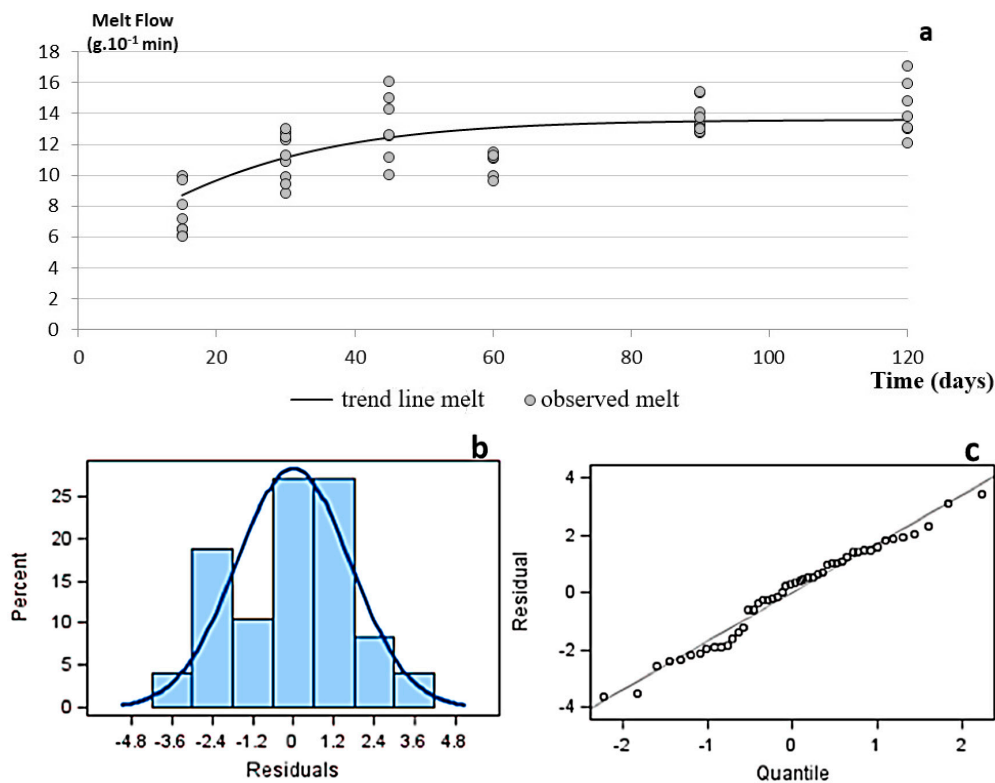 Melt Flow
(g.10⁻¹ min)
a
18
16
14
12
10
8
6
4
2
0
0 20 40 60 80 100 120
Time (days)
trend line melt observed melt
b
25
20
15
10
5
0
Percent
-4.8 -3.6 -2.4 -1.2 0 1.2 2.4 3.6 4.8
Residuals
c
4
2
0
-2
-4
Residual
-2 -1 0 1 2
Quantile